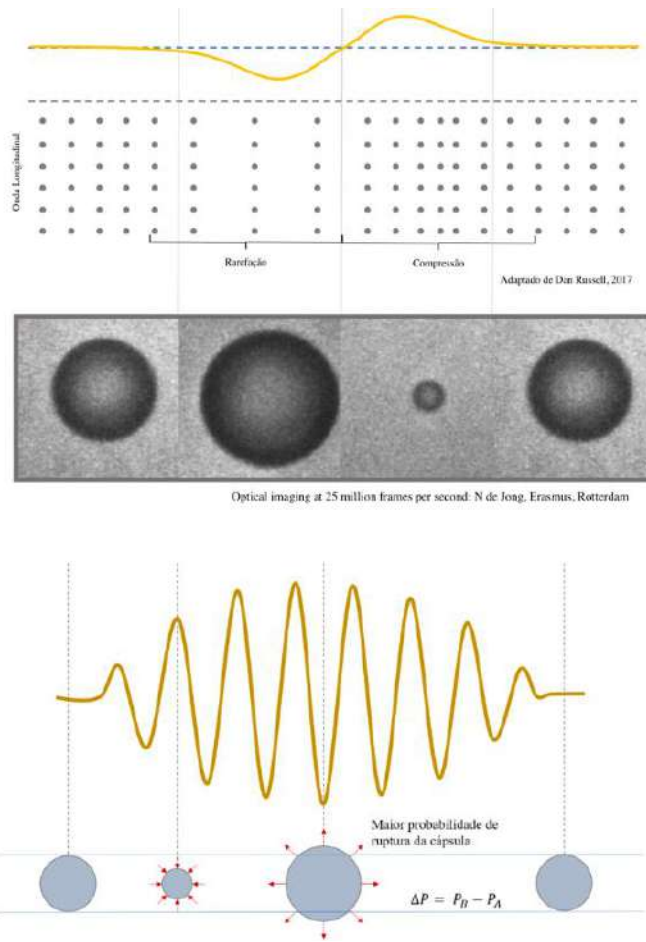 Onda Longitudinal
Rarefação
Compressão
Adaptado de Dan Russell, 2017
Optical imaging at 25 million frames per second: N de Jong, Erasmus, Rotterdam
Maior probabilidade de
ruptura da cápsula.
ΔP = P_B − P_A